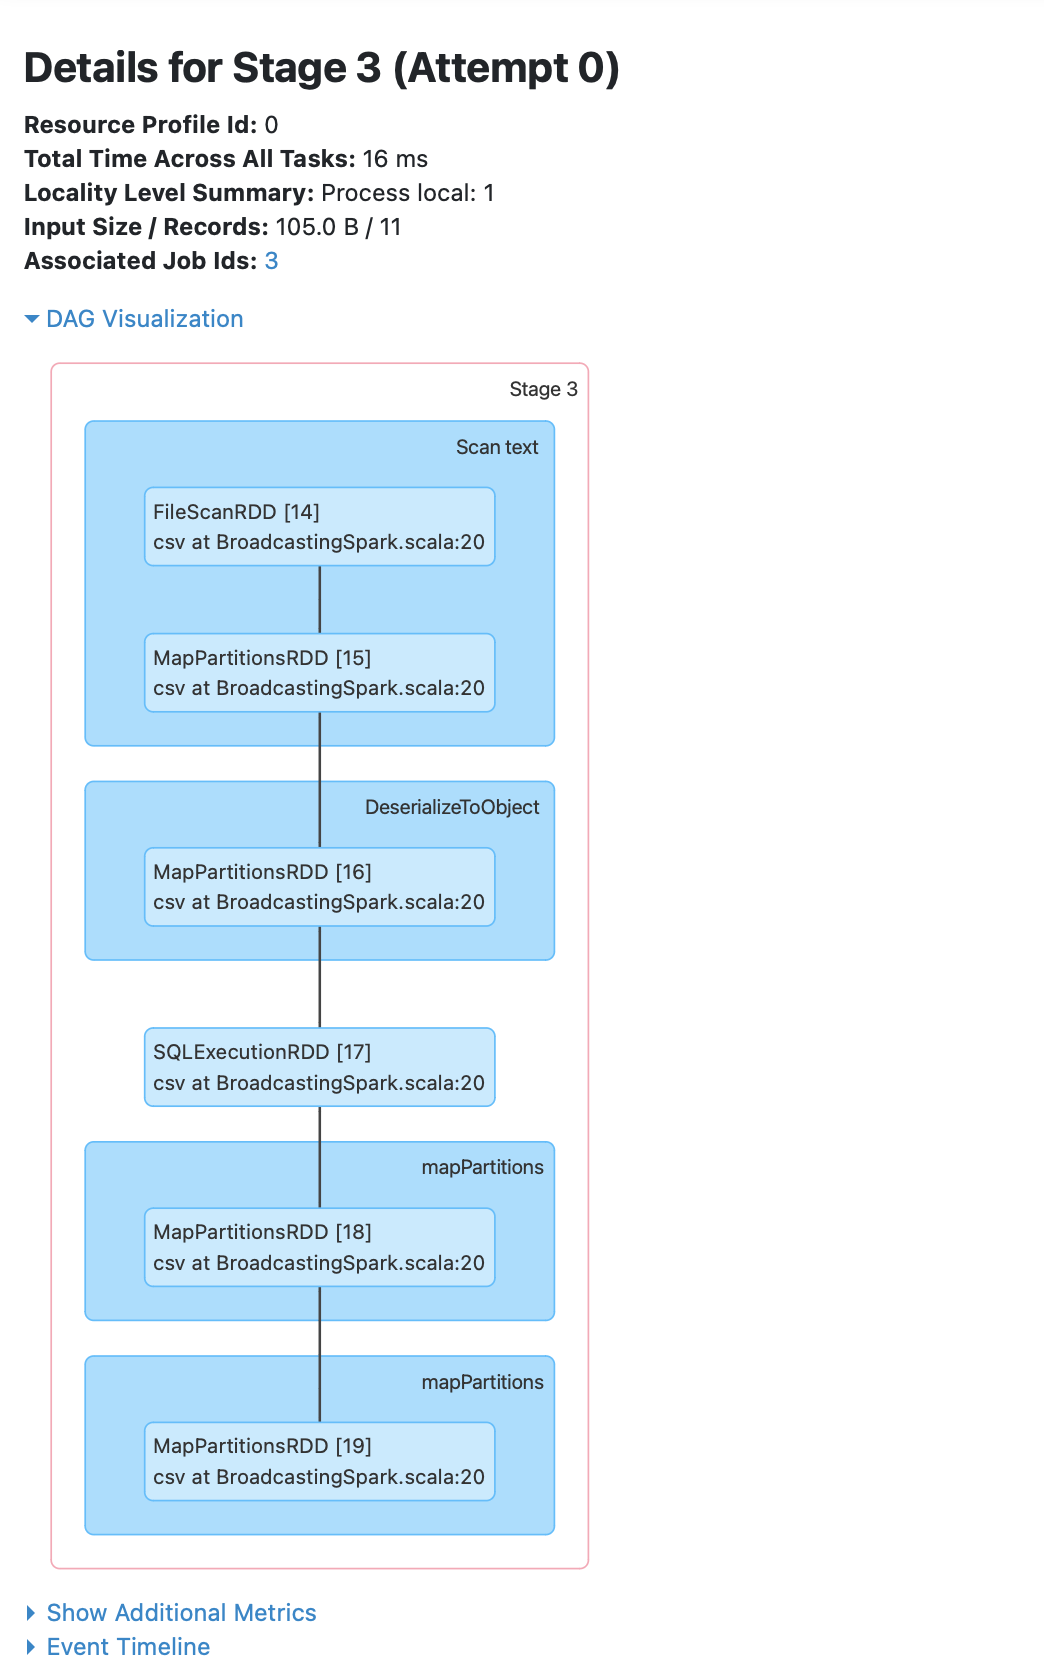 Details for Stage 3 (Attempt 0)
Resource Profile Id: 0
Total Time Across All Tasks: 16 ms
Locality Level Summary: Process local: 1
Input Size / Records: 105.0 B / 11
Associated Job Ids: 3
DAG Visualization
Stage 3
Scan text
FileScanRDD [14]
csv at BroadcastingSpark.scala:20
MapPartitionsRDD [15]
csv at BroadcastingSpark.scala:20
DeserializeToObject
MapPartitionsRDD [16]
csv at BroadcastingSpark.scala:20
SQLExecutionRDD [17]
csv at BroadcastingSpark.scala:20
mapPartitions
MapPartitionsRDD [18]
csv at BroadcastingSpark.scala:20
mapPartitions
MapPartitionsRDD [19]
csv at BroadcastingSpark.scala:20
Show Additional Metrics
Event Timeline